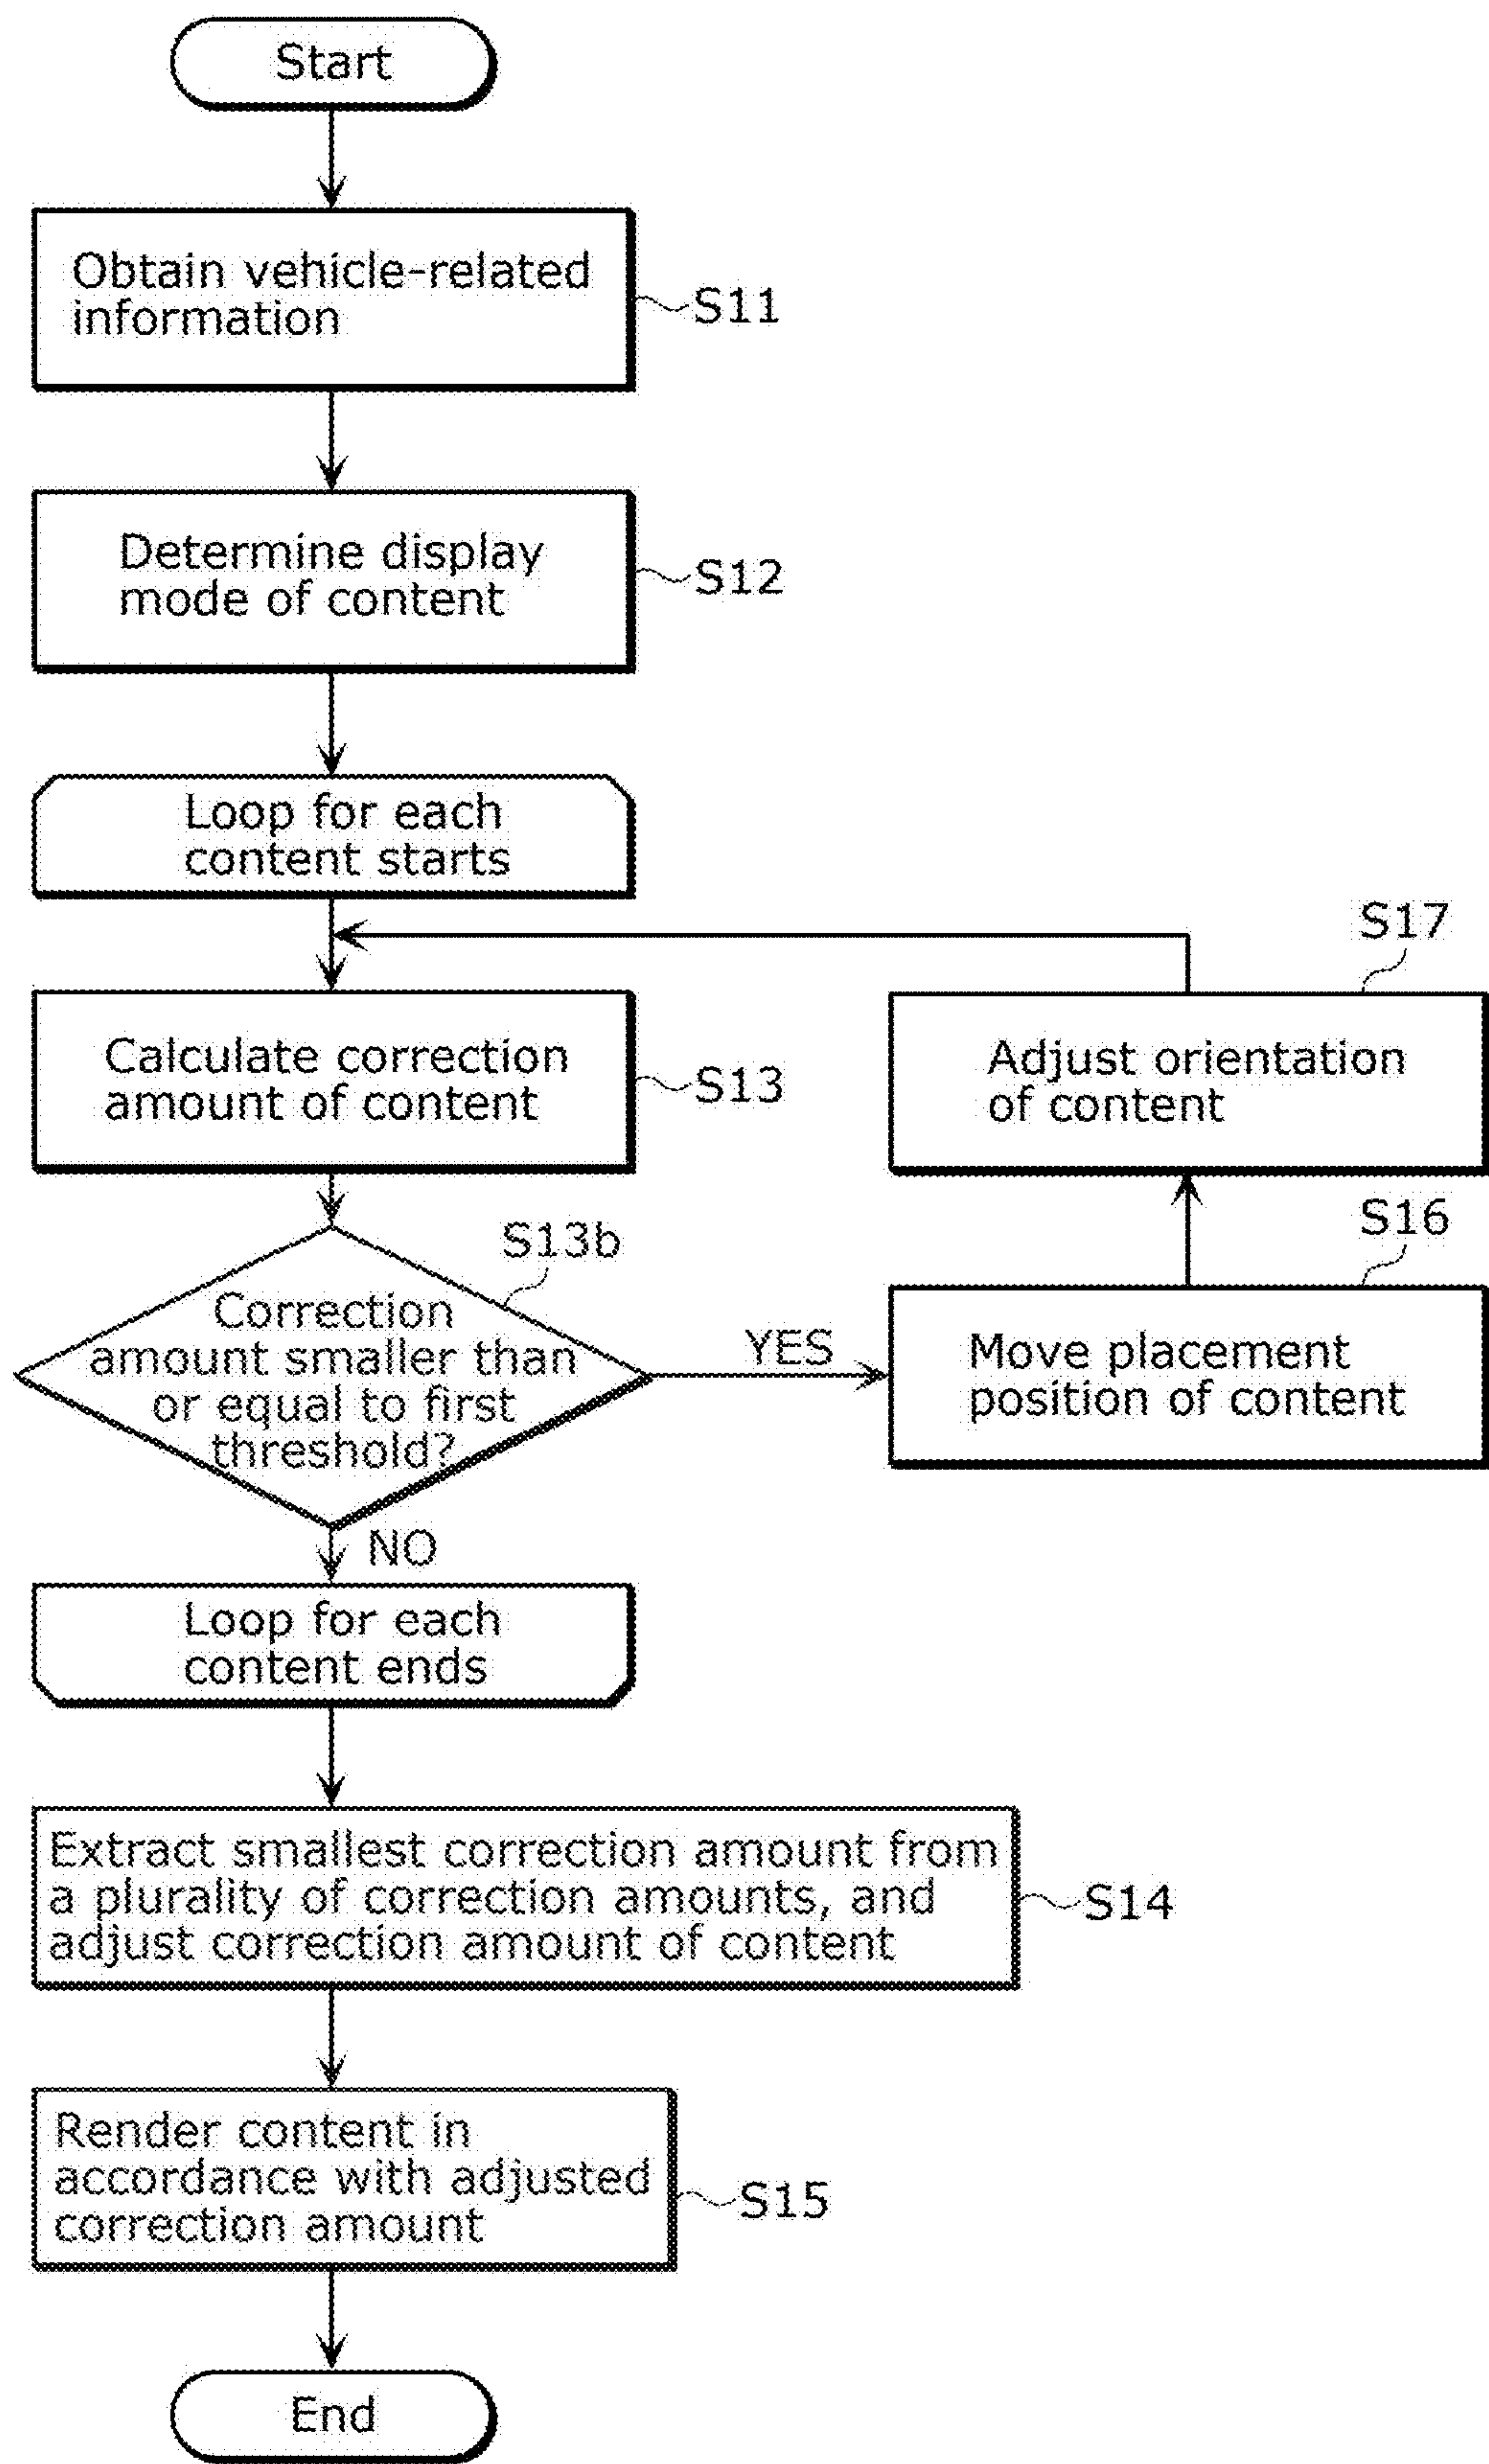 Start
Obtain vehicle-related
information
S11
Determine display
mode of content
S12
Loop for each
content starts
S17
Calculate correction
amount of content
S13
Adjust orientation
of content
S13b
S16
Correction
amount smaller than
or equal to first
threshold?
YES
Move placement
position of content
NO
Loop for each
content ends
Extract smallest correction amount from
a plurality of correction amounts, and
adjust correction amount of content
S14
Render content in
accordance with adjusted
correction amount
S15
End